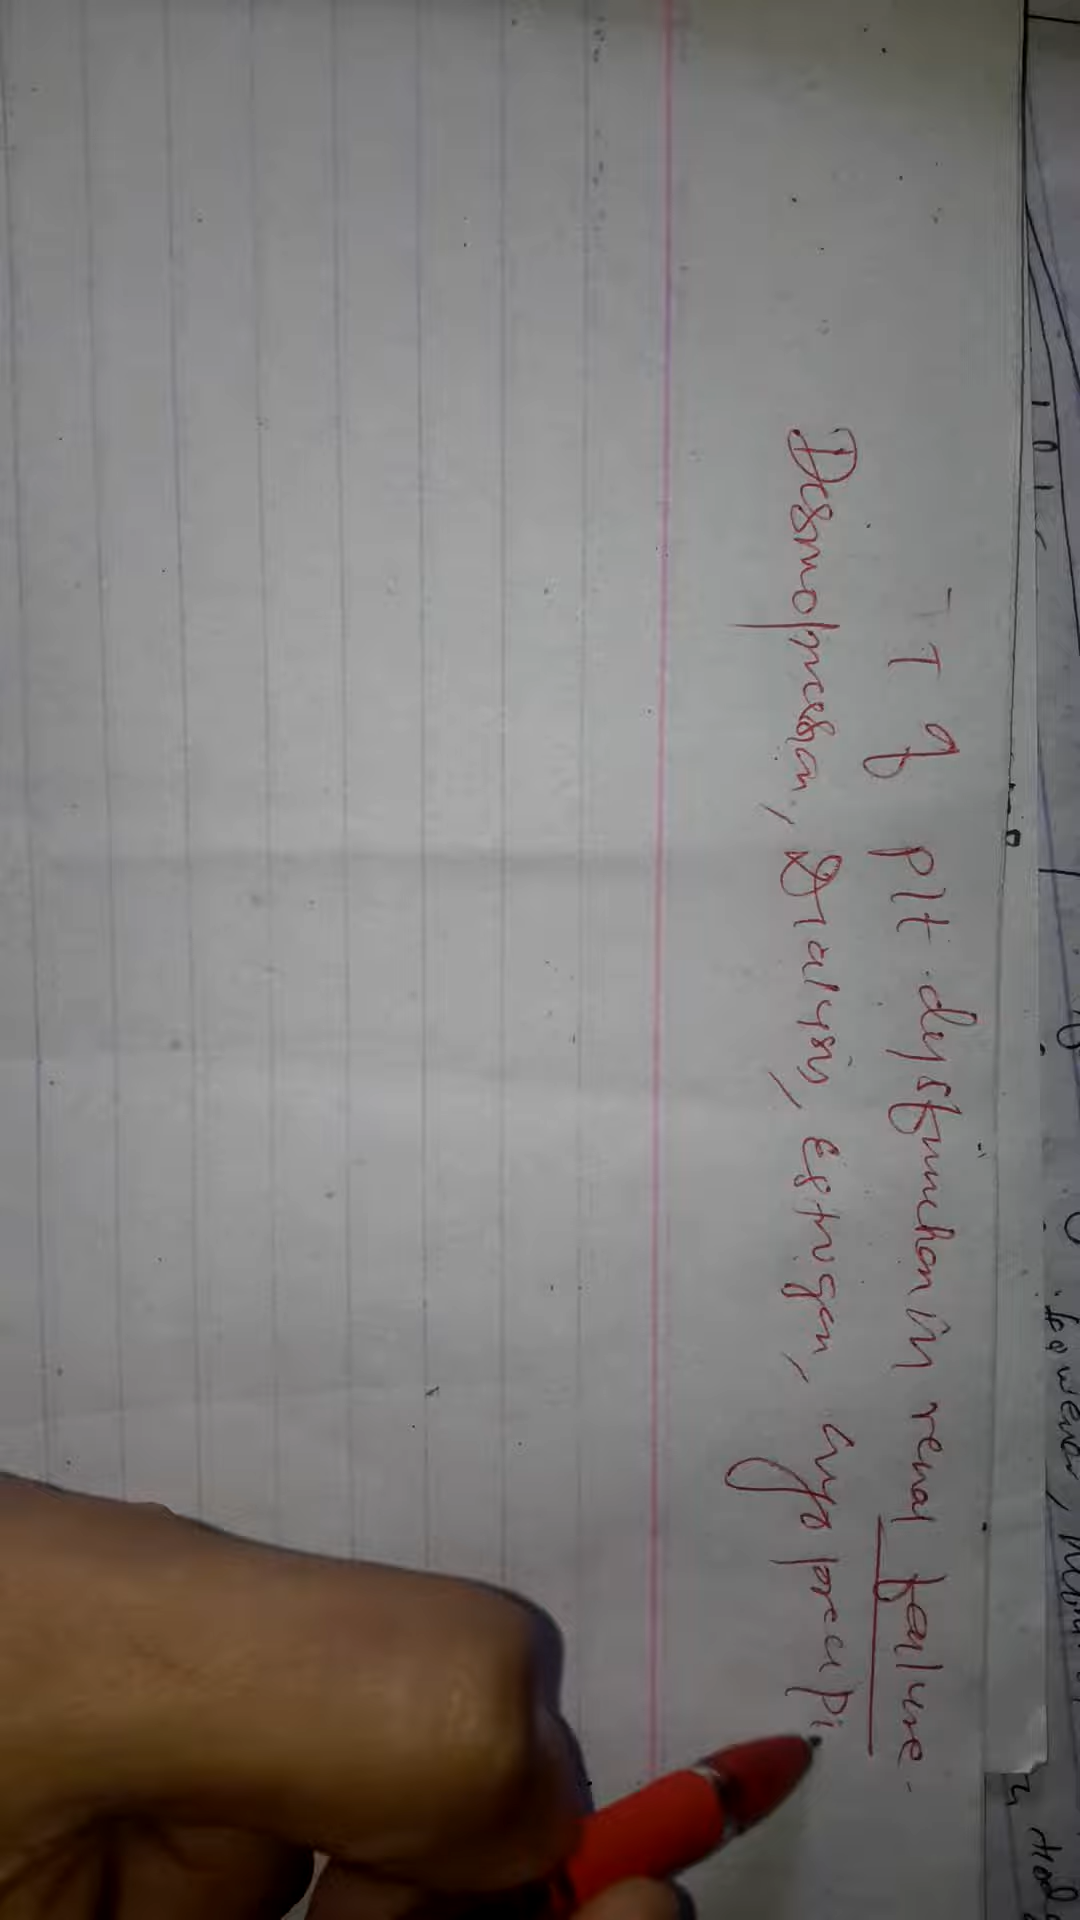 - T of plt dysfunction in renal failure -
Desmopressin, Dialysis, Estrogen, cryoprecipi